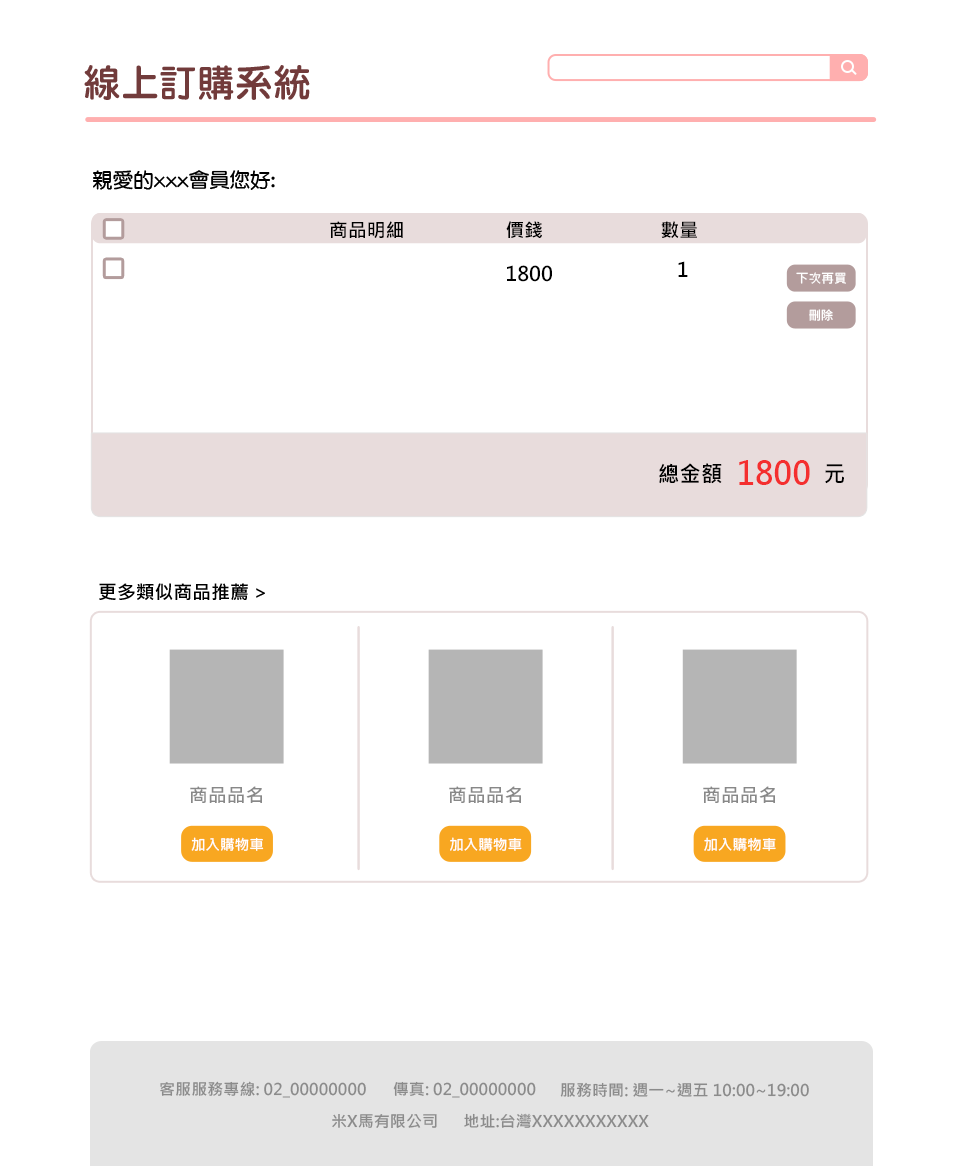 線上訂購系統
親愛的xxx會員您好:
商品明細 價錢 數量
1800 1 下次再買
刪除
總金額 1800 元
更多類似商品推薦 >
商品品名 商品品名 商品品名
加入購物車 加入購物車 加入購物車
客服服務專線: 02_00000000 傳真: 02_00000000 服務時間: 週一~週五 10:00~19:00
米X馬有限公司 地址:台灣XXXXXXXXXXX